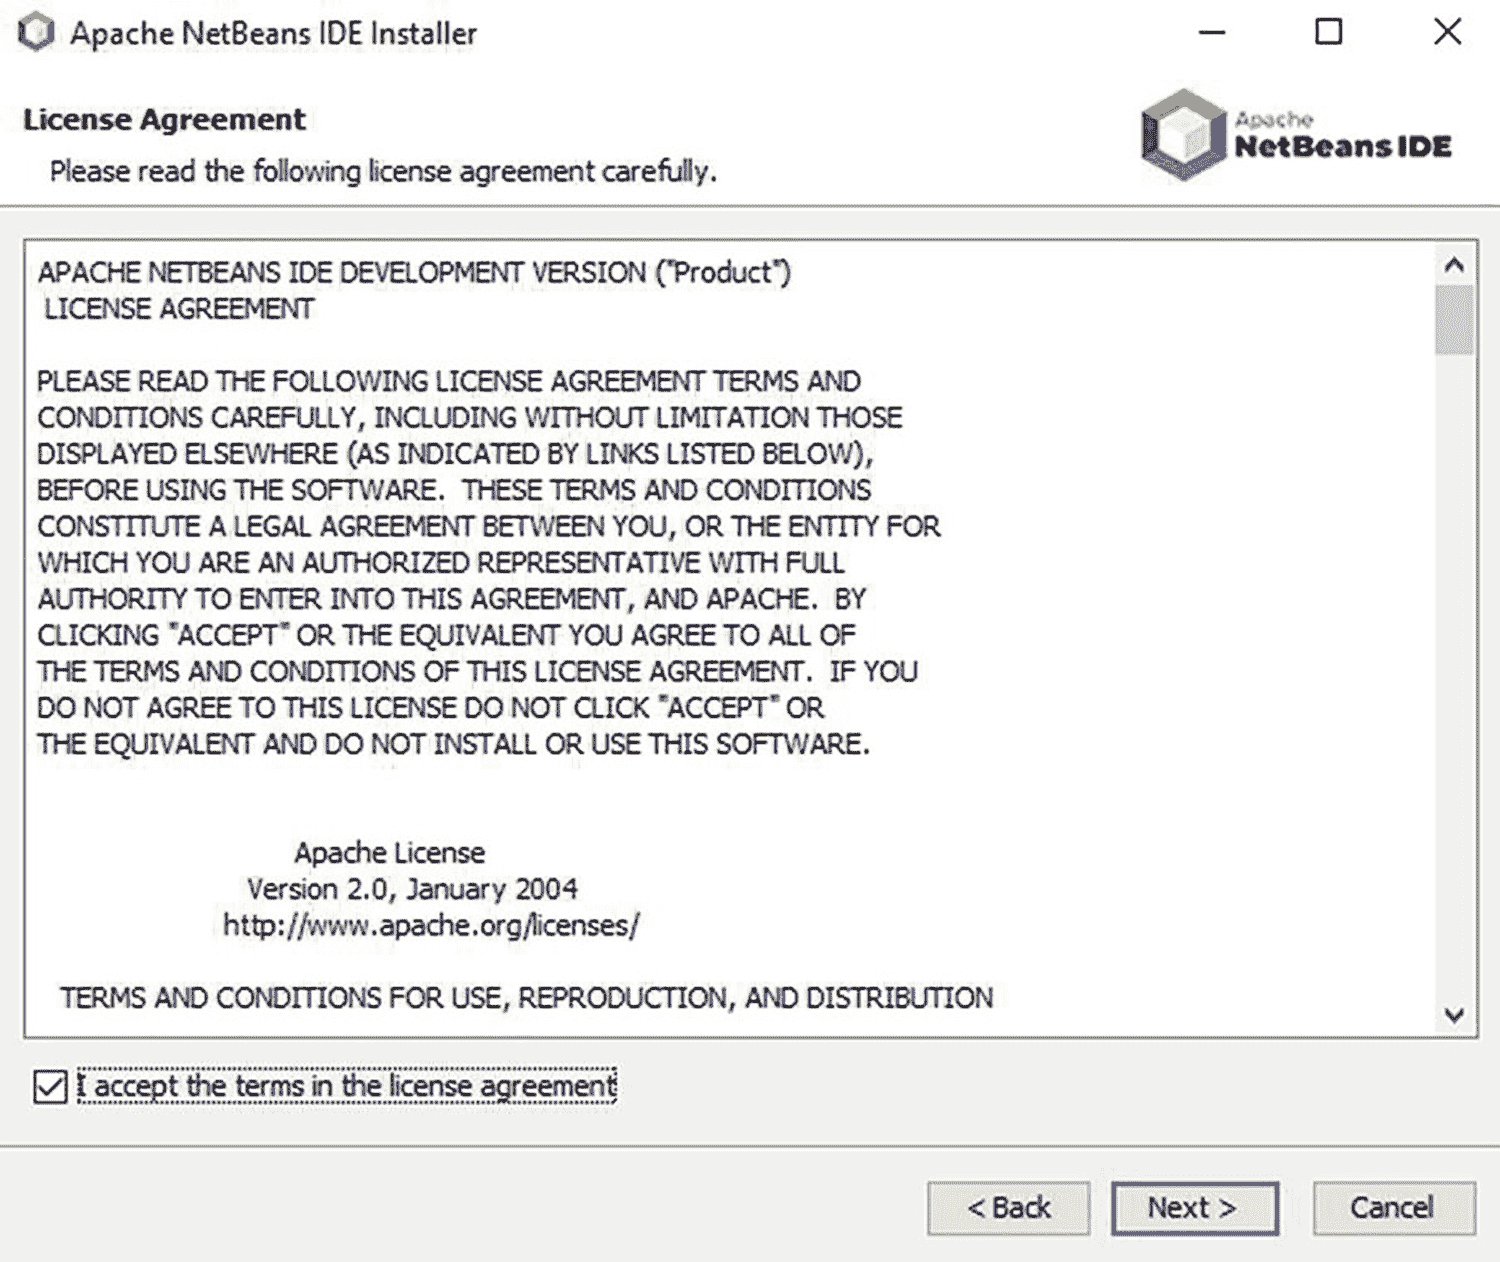 Apache NetBeans IDE Installer
License Agreement
Please read the following license agreement carefully.
Apache
NetBeans IDE
APACHE NETBEANS IDE DEVELOPMENT VERSION ("Product")
LICENSE AGREEMENT
PLEASE READ THE FOLLOWING LICENSE AGREEMENT TERMS AND
CONDITIONS CAREFULLY, INCLUDING WITHOUT LIMITATION THOSE
DISPLAYED ELSEWHERE (AS INDICATED BY LINKS LISTED BELOW),
BEFORE USING THE SOFTWARE.  THESE TERMS AND CONDITIONS
CONSTITUTE A LEGAL AGREEMENT BETWEEN YOU, OR THE ENTITY FOR
WHICH YOU ARE AN AUTHORIZED REPRESENTATIVE WITH FULL
AUTHORITY TO ENTER INTO THIS AGREEMENT, AND APACHE.  BY
CLICKING "ACCEPT" OR THE EQUIVALENT YOU AGREE TO ALL OF
THE TERMS AND CONDITIONS OF THIS LICENSE AGREEMENT.  IF YOU
DO NOT AGREE TO THIS LICENSE DO NOT CLICK "ACCEPT" OR
THE EQUIVALENT AND DO NOT INSTALL OR USE THIS SOFTWARE.
Apache License
Version 2.0, January 2004
http://www.apache.org/licenses/
TERMS AND CONDITIONS FOR USE, REPRODUCTION, AND DISTRIBUTION
I accept the terms in the license agreement
< Back
Next >
Cancel